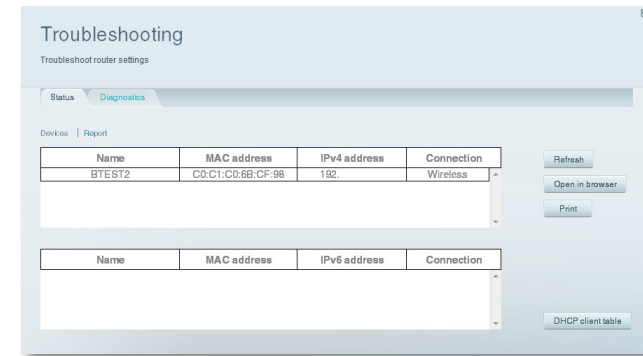 Troubleshooting
Troubleshoot router settings
Status Diagnostics
Devices | Report
Name MAC address IPv4 address Connection
BTEST2 C0:C1:C0:6B:CF:98 192. Wireless
Refresh
Open in browser
Print
Name MAC address IPv6 address Connection
DHCP client table